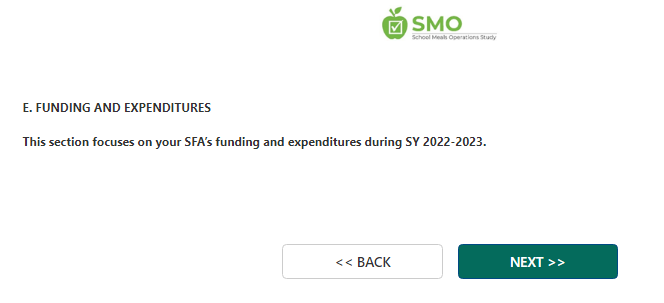 SMO
School Meals Operations Study
E. FUNDING AND EXPENDITURES
This section focuses on your SFA's funding and expenditures during SY 2022-2023.
<< BACK
NEXT >>